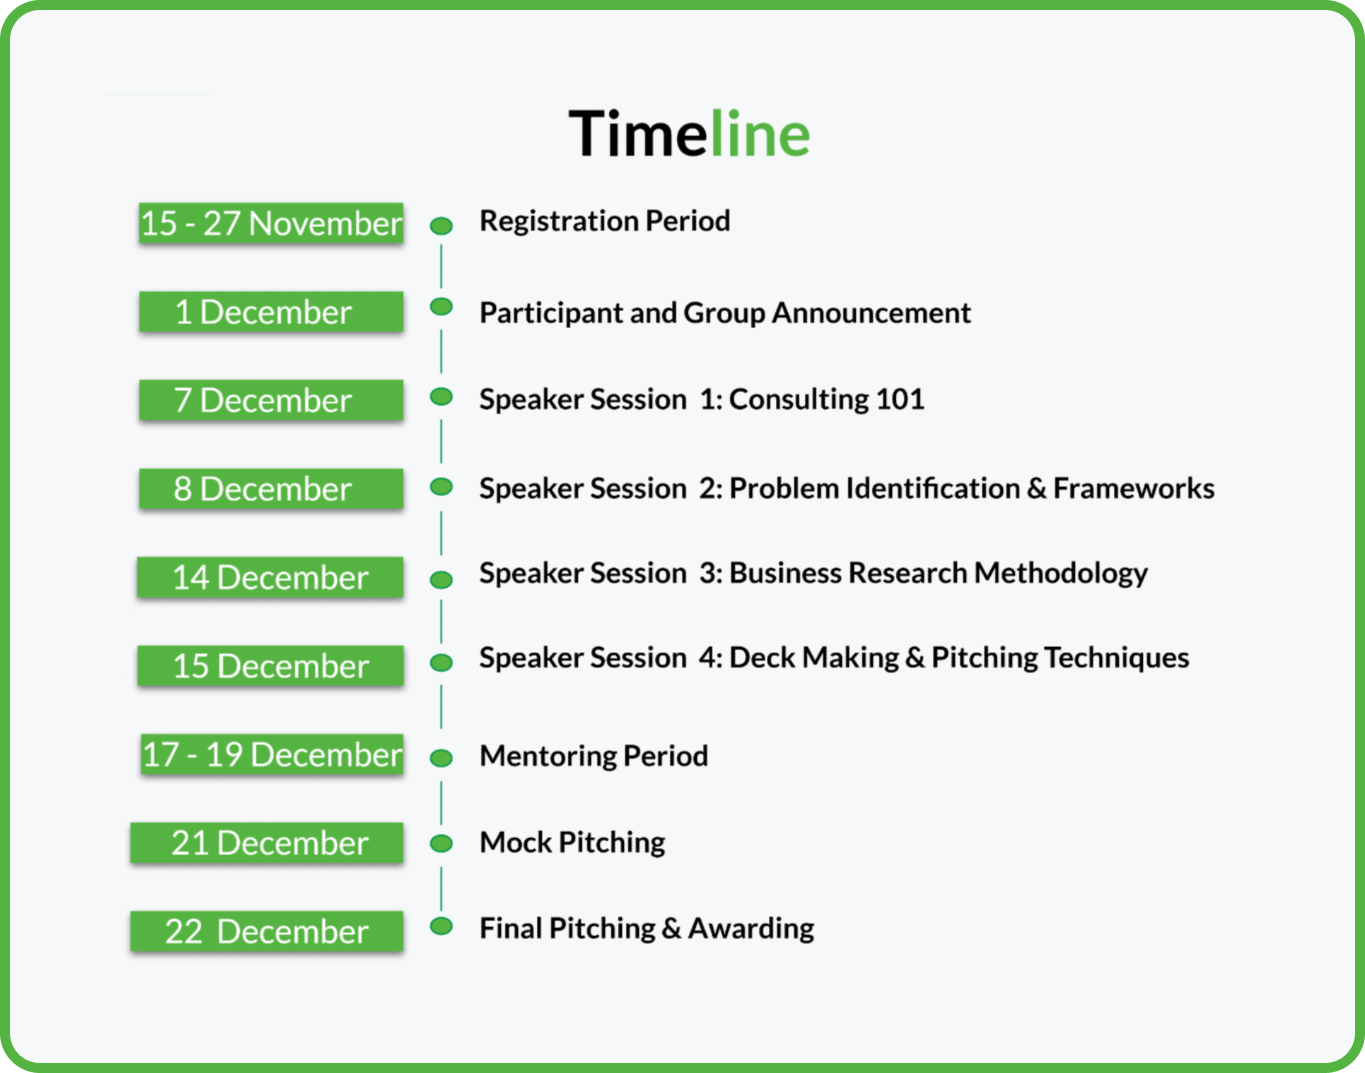 Timeline
15 - 27 November Registration Period
1 December Participant and Group Announcement
7 December Speaker Session 1: Consulting 101
8 December Speaker Session 2: Problem Identification & Frameworks
14 December Speaker Session 3: Business Research Methodology
15 December Speaker Session 4: Deck Making & Pitching Techniques
17 - 19 December Mentoring Period
21 December Mock Pitching
22 December Final Pitching & Awarding